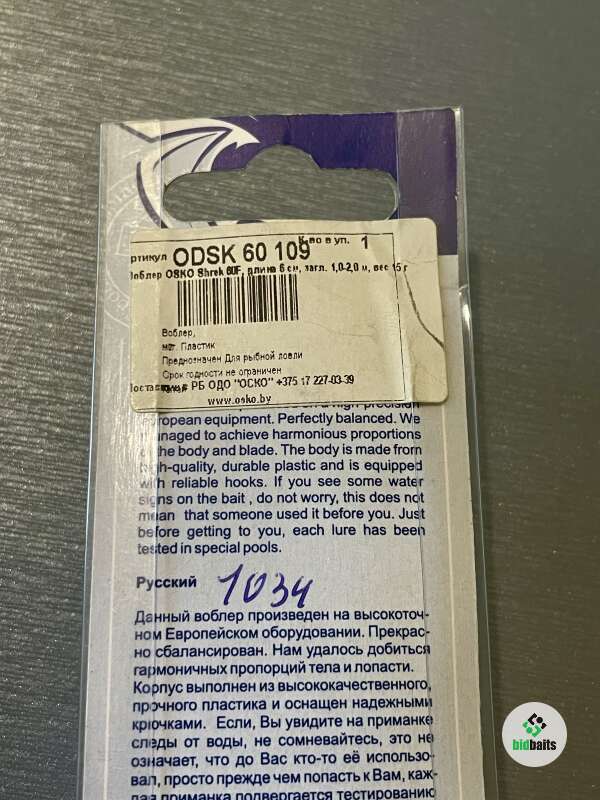 К-во в уп. 1
ртикул ODSK 60 109
Воблер OSKO Shrek 60F, длина 6 см, загл. 1,0-2,0 м, вес 15 г
Воблер,
мат. Пластик
Предназначен Для рыбной ловли
Срок годности не ограничен
Поставщик в РБ ОДО "ОСКО" +375 17 227-03-39
www.osko.by
on a high-precision
European equipment. Perfectly balanced. We
managed to achieve harmonious proportions
of the body and blade. The body is made from
high-quality, durable plastic and is equipped
with reliable hooks. If you see some water
signs on the bait , do not worry, this does not
mean that someone used it before you. Just
before getting to you, each lure has been
tested in special pools.
Русский 1034
Данный воблер произведен на высокоточ-
ном Европейском оборудовании. Прекрас-
но сбалансирован. Нам удалось добиться
гармоничных пропорций тела и лопасти.
Корпус выполнен из высококачественного,
прочного пластика и оснащен надежными
крючками. Если, Вы увидите на приманке
следы от воды, не сомневайтесь, это не
означает, что до Вас кто-то её использо-
вал, просто прежде чем попасть к Вам, каж-
дая приманка подвергается тестированию
bidbaits